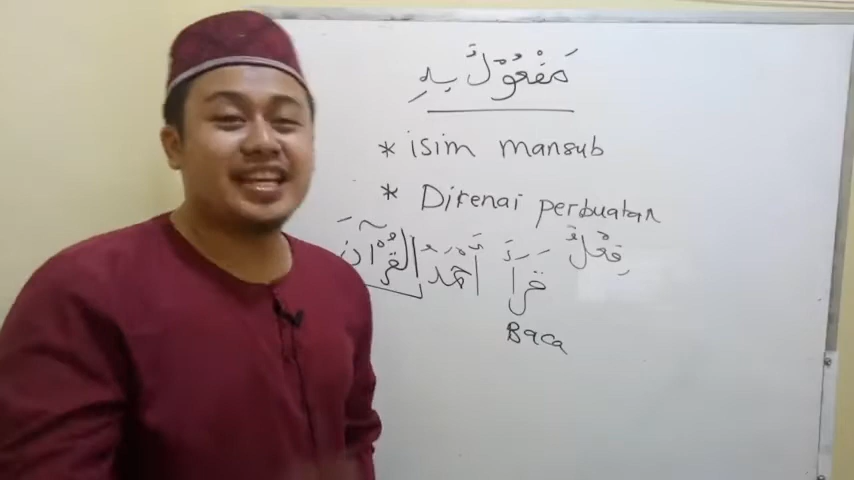 مَفْعُوْلٌ بِهِ
* isim mansub
* Dikenai perbuatan
فِعْلٌ
قَرَأَ أَحْمَدُ الْقُرْآنَ
Baca